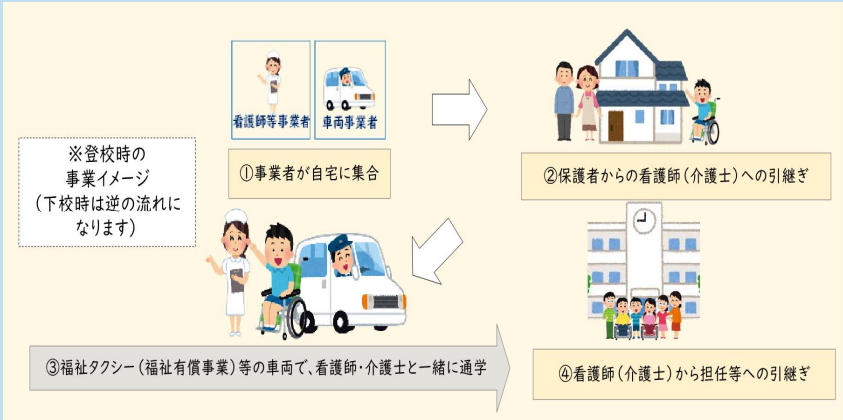 看護師等事業者
車両事業者
※登校時の
事業イメージ
(下校時は逆の流れに
なります)
①事業者が自宅に集合
②保護者からの看護師(介護士)への引継ぎ
③福祉タクシー(福祉有償事業)等の車両で、看護師・介護士と一緒に通学
④看護師(介護士)から担任等への引継ぎ